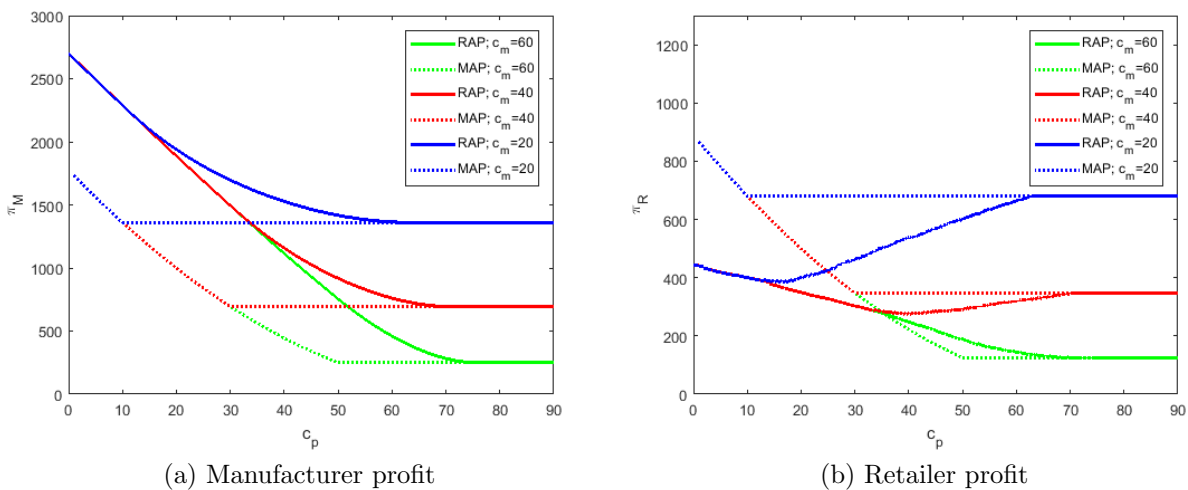 3000
2500
2000
1500
1000
500
0
π_M
0 10 20 30 40 50 60 70 80 90
c_p
RAP; c_m=60
MAP; c_m=60
RAP; c_m=40
MAP; c_m=40
RAP; c_m=20
MAP; c_m=20
(a) Manufacturer profit
1200
1000
800
600
400
200
0
π_R
0 10 20 30 40 50 60 70 80 90
c_p
RAP; c_m=60
MAP; c_m=60
RAP; c_m=40
MAP; c_m=40
RAP; c_m=20
MAP; c_m=20
(b) Retailer profit